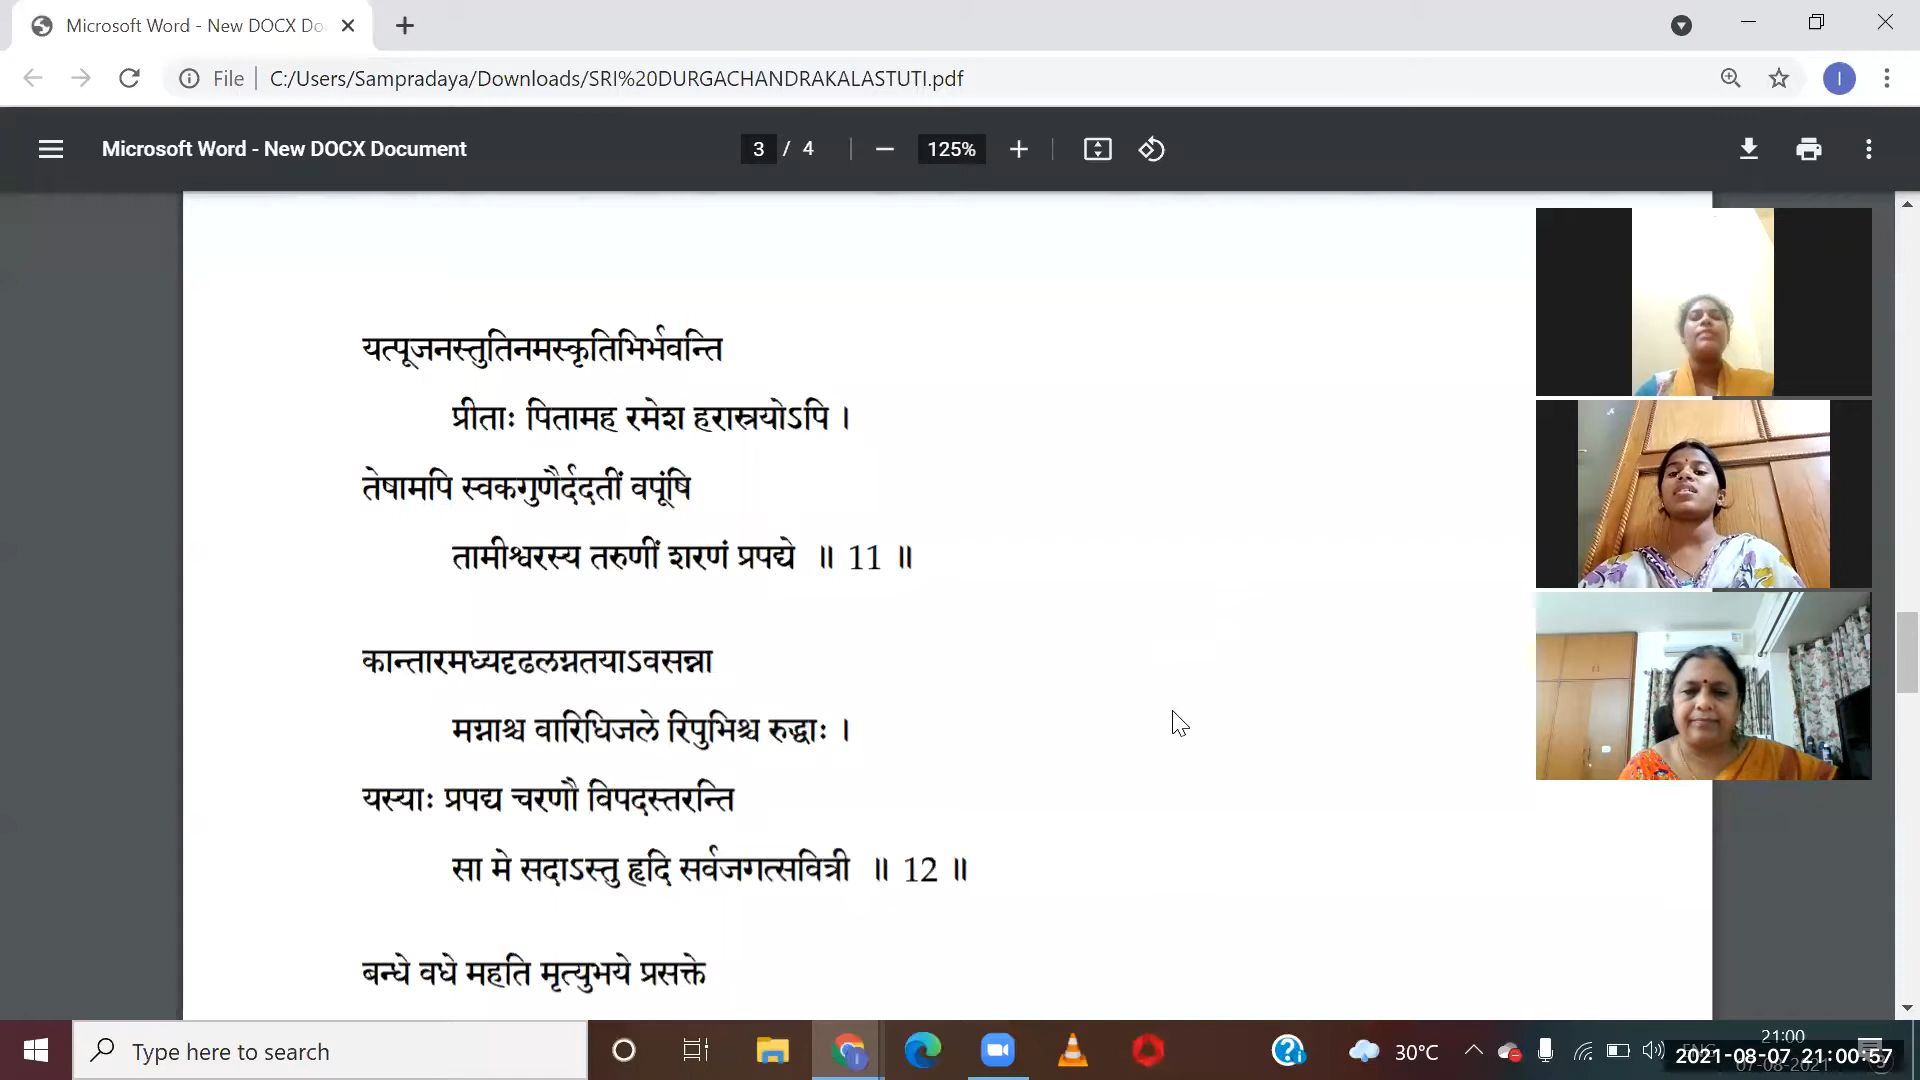 Microsoft Word - New DOCX Do
File
C:/Users/Sampradaya/Downloads/SRI%20DURGACHANDRAKALASTUTI.pdf
I
Microsoft Word - New DOCX Document
3 / 4
125%
यत्पूजनस्तुतिनमस्कृतिभिर्भवन्ति
प्रीताः पितामह रमेश हरास्त्रयोऽपि ।
तेषामपि स्वकगुणैर्ददतीं वपूंषि
तामीश्वरस्य तरुणीं शरणं प्रपद्ये ॥ 11 ॥
कान्तारमध्यदृढलग्नतयाऽवसन्ना
मग्नाश्च वारिधिजले रिपुभिश्च रुद्धाः ।
यस्याः प्रपद्य चरणौ विपदस्तरन्ति
सा मे सदाऽस्तु हृदि सर्वजगत्सवित्री ॥ 12 ॥
बन्धे वधे महति मृत्युभये प्रसक्ते
Type here to search
30°C
21:00
2021-08-07 21:00:57
07-08-2021